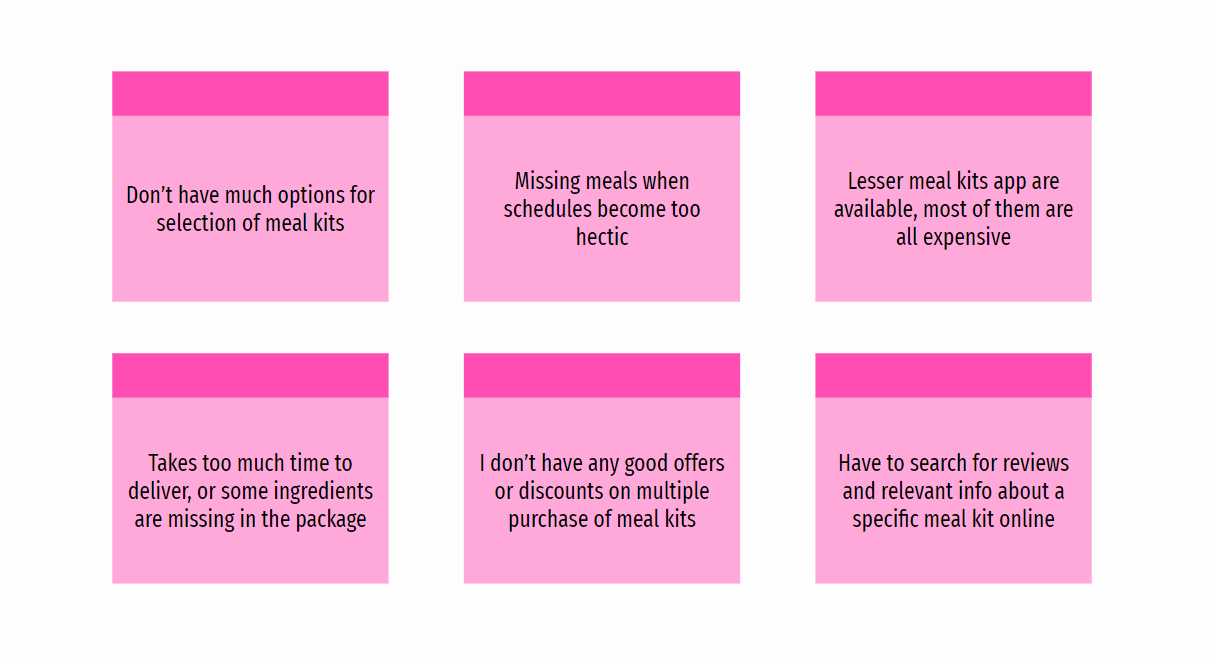 Don’t have much options for
selection of meal kits
Missing meals when
schedules become too
hectic
Lesser meal kits app are
available, most of them are
all expensive
Takes too much time to
deliver, or some ingredients
are missing in the package
I don’t have any good offers
or discounts on multiple
purchase of meal kits
Have to search for reviews
and relevant info about a
specific meal kit online